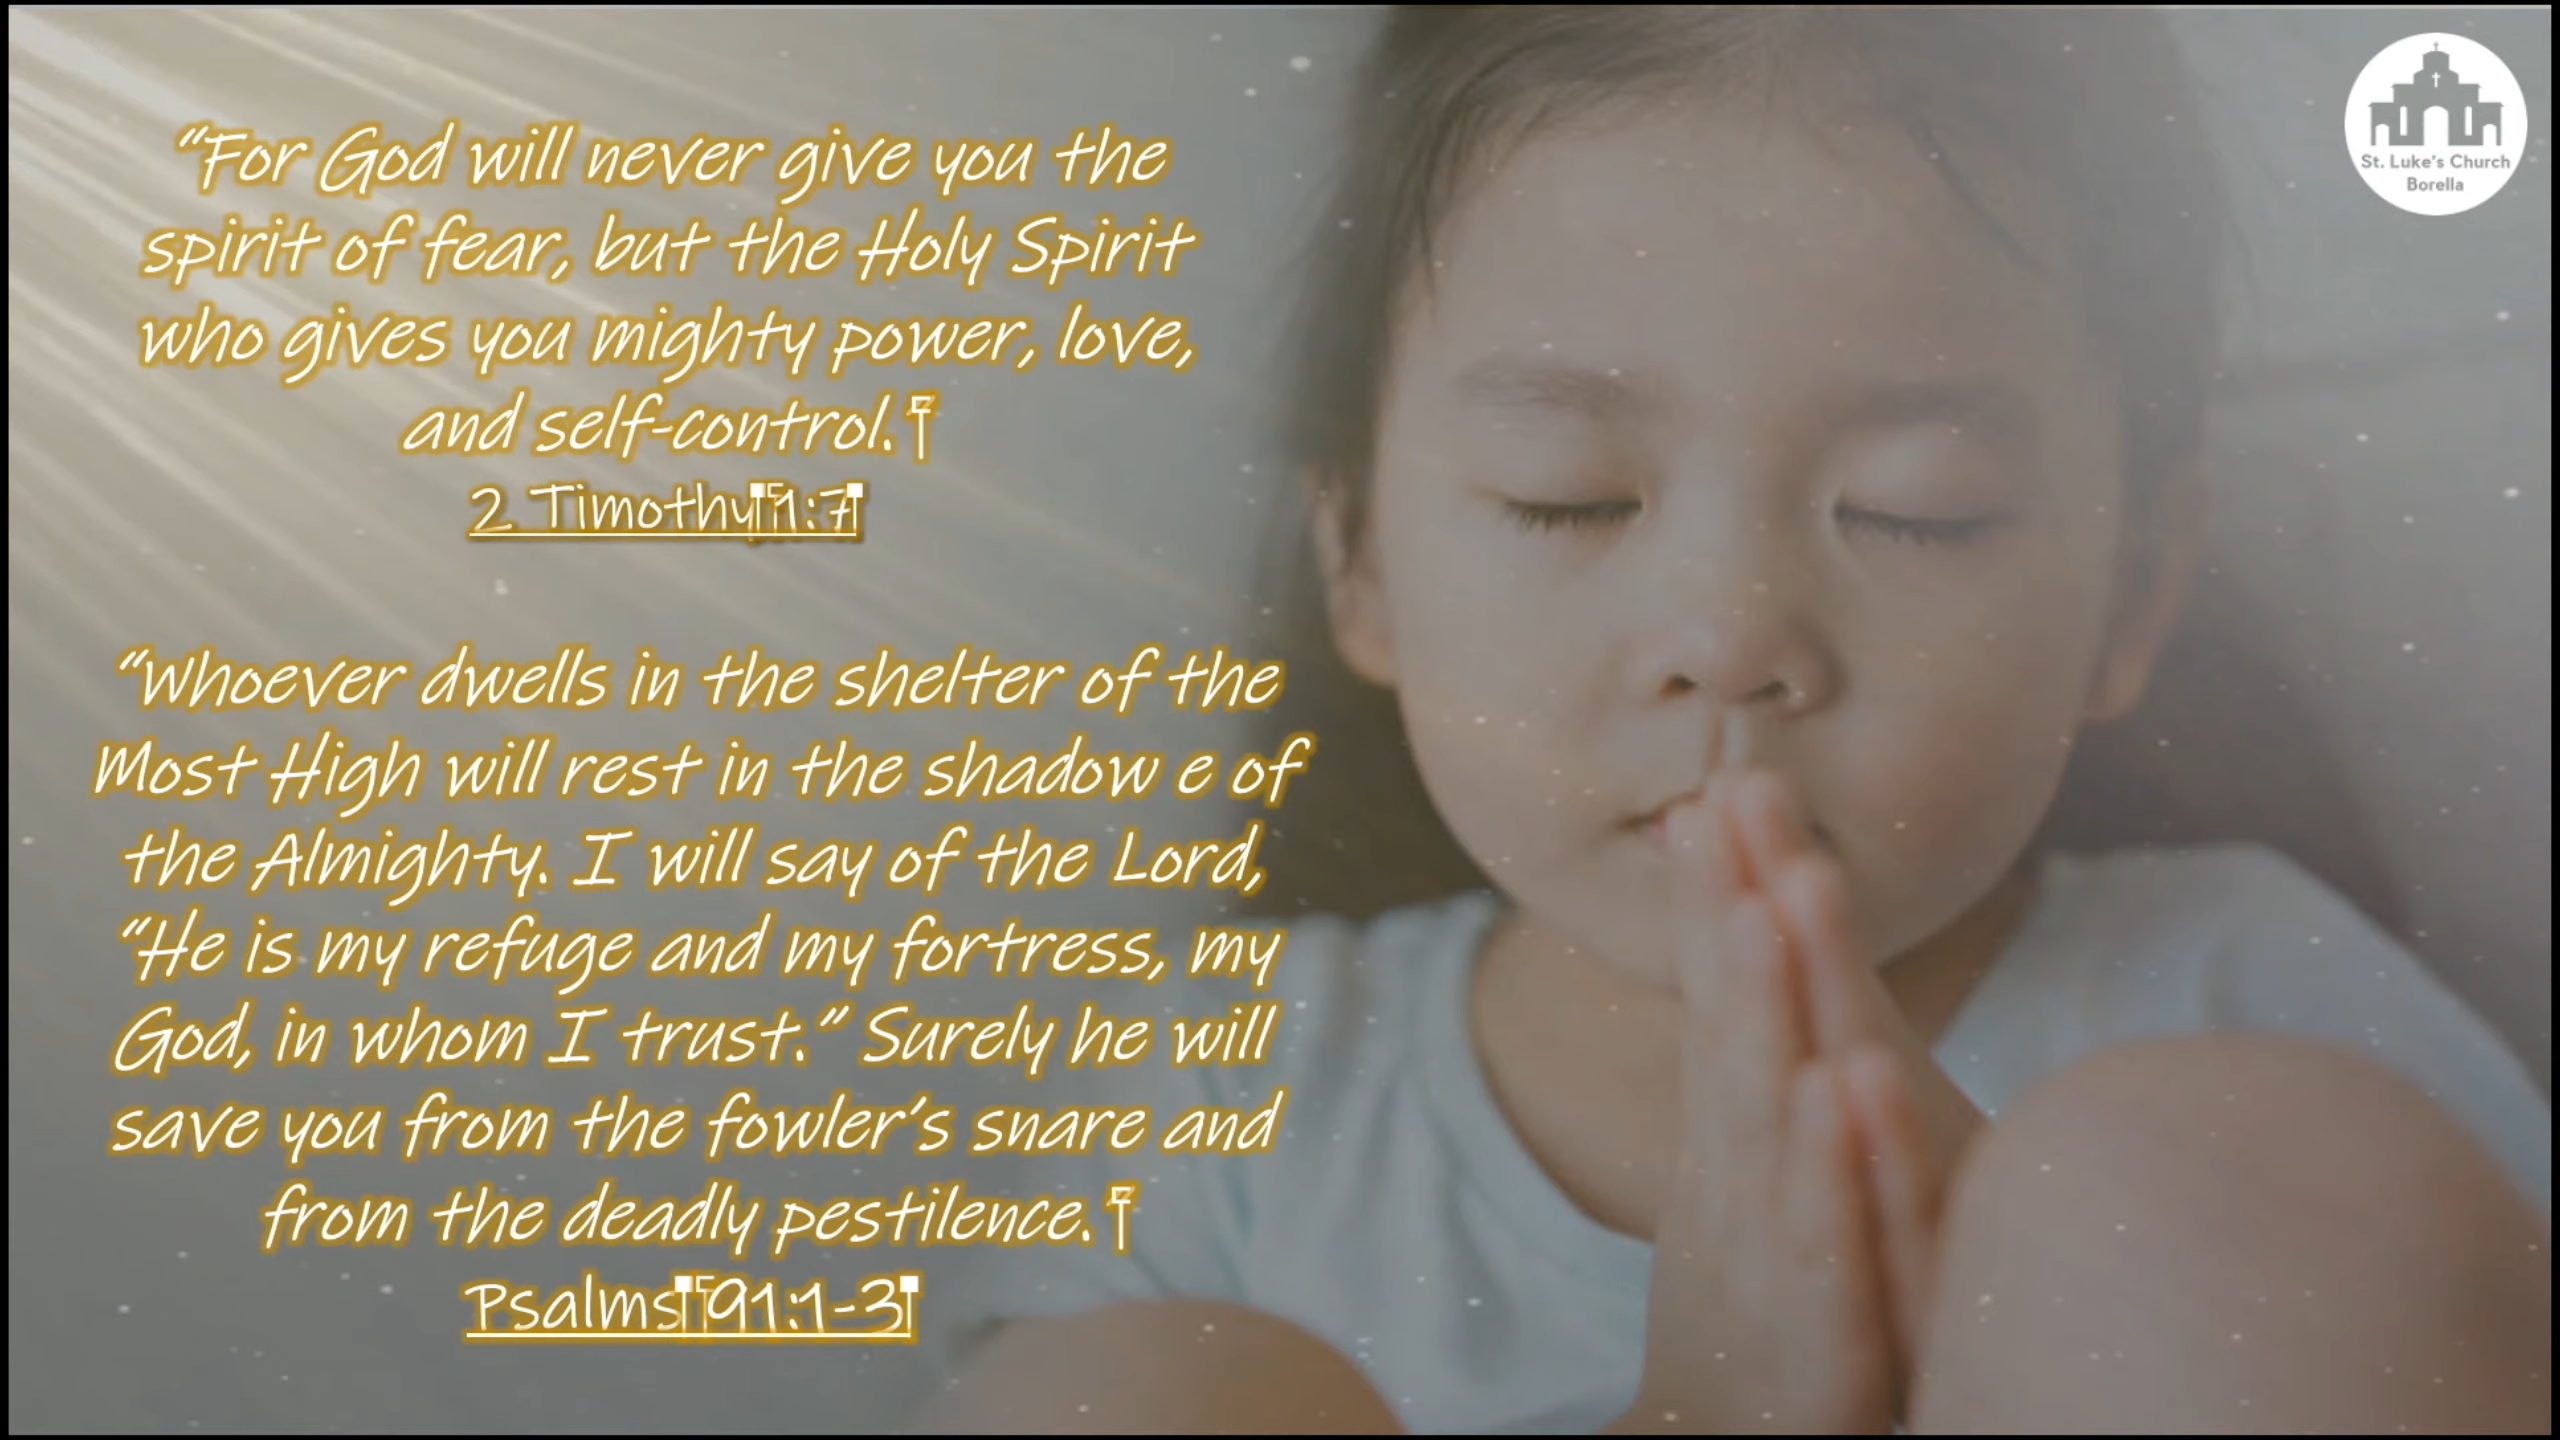 “For God will never give you the
spirit of fear, but the Holy Spirit
who gives you mighty power, love,
and self-control.
2 Timothy 1:7
“Whoever dwells in the shelter of the
Most High will rest in the shadow e of
the Almighty. I will say of the Lord,
“He is my refuge and my fortress, my
God, in whom I trust.” Surely he will
save you from the fowler’s snare and
from the deadly pestilence.
Psalms 91:1-3
St. Luke's Church
Borella